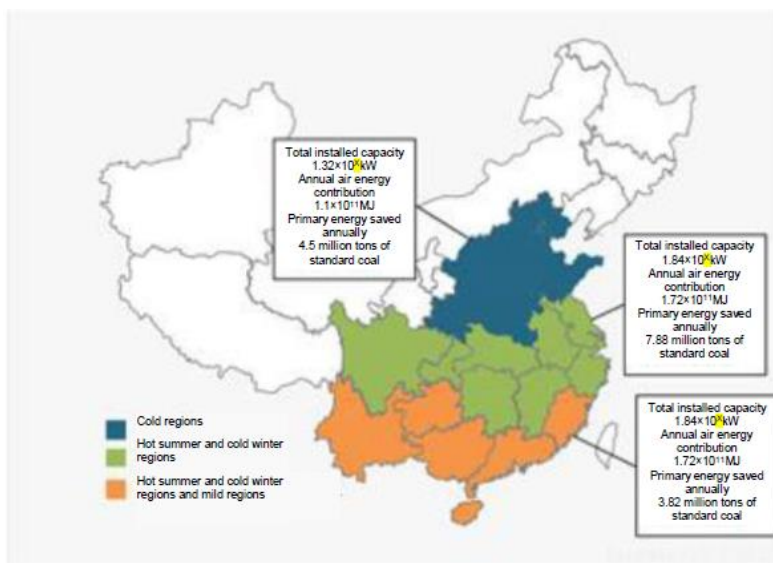 Total installed capacity
1.32×10ˣkW
Annual air energy
contribution
1.1×10¹¹MJ
Primary energy saved
annually
4.5 million tons of
standard coal
Total installed capacity
1.84×10ˣkW
Annual air energy
contribution
1.72×10¹¹MJ
Primary energy saved
annually
7.88 million tons of
standard coal
Total installed capacity
1.84×10ˣkW
Annual air energy
contribution
1.72×10¹¹MJ
Primary energy saved
annually
3.82 million tons of
standard coal
Cold regions
Hot summer and cold winter
regions
Hot summer and cold winter
regions and mild regions